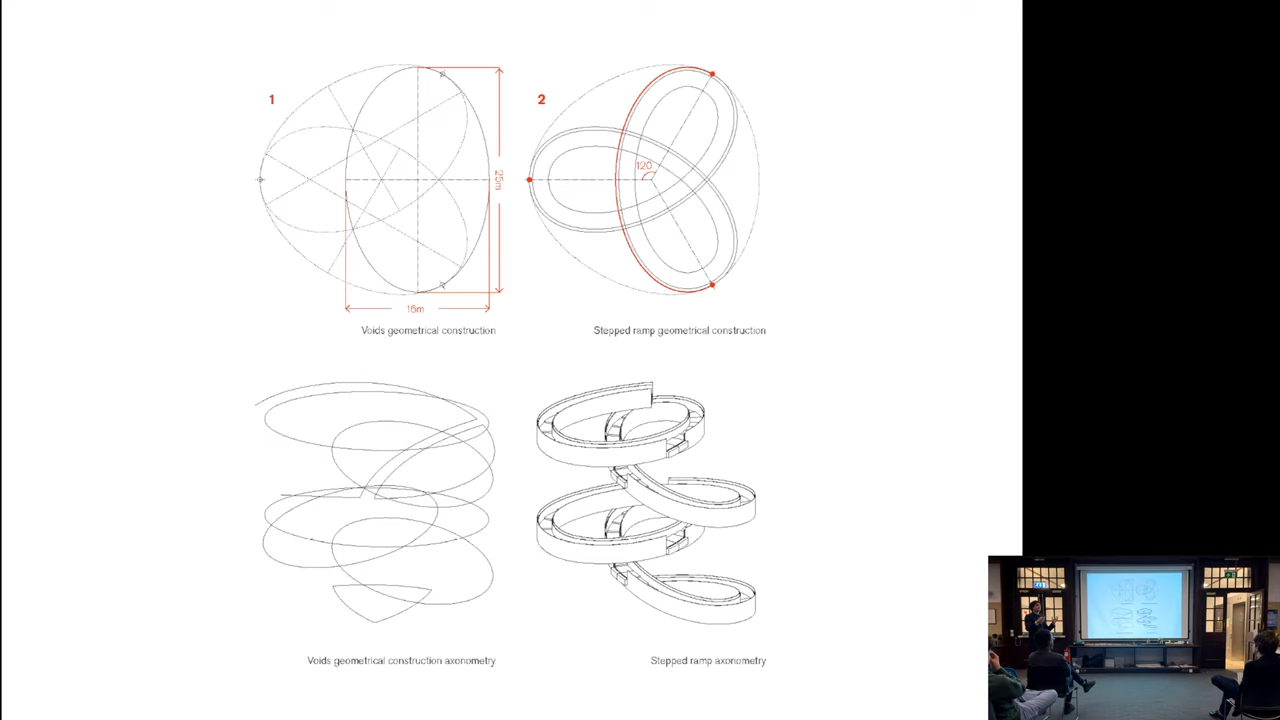 1
2
120
25m
16m
Voids geometrical construction
Stepped ramp geometrical construction
Voids geometrical construction axonometry
Stepped ramp axonometry